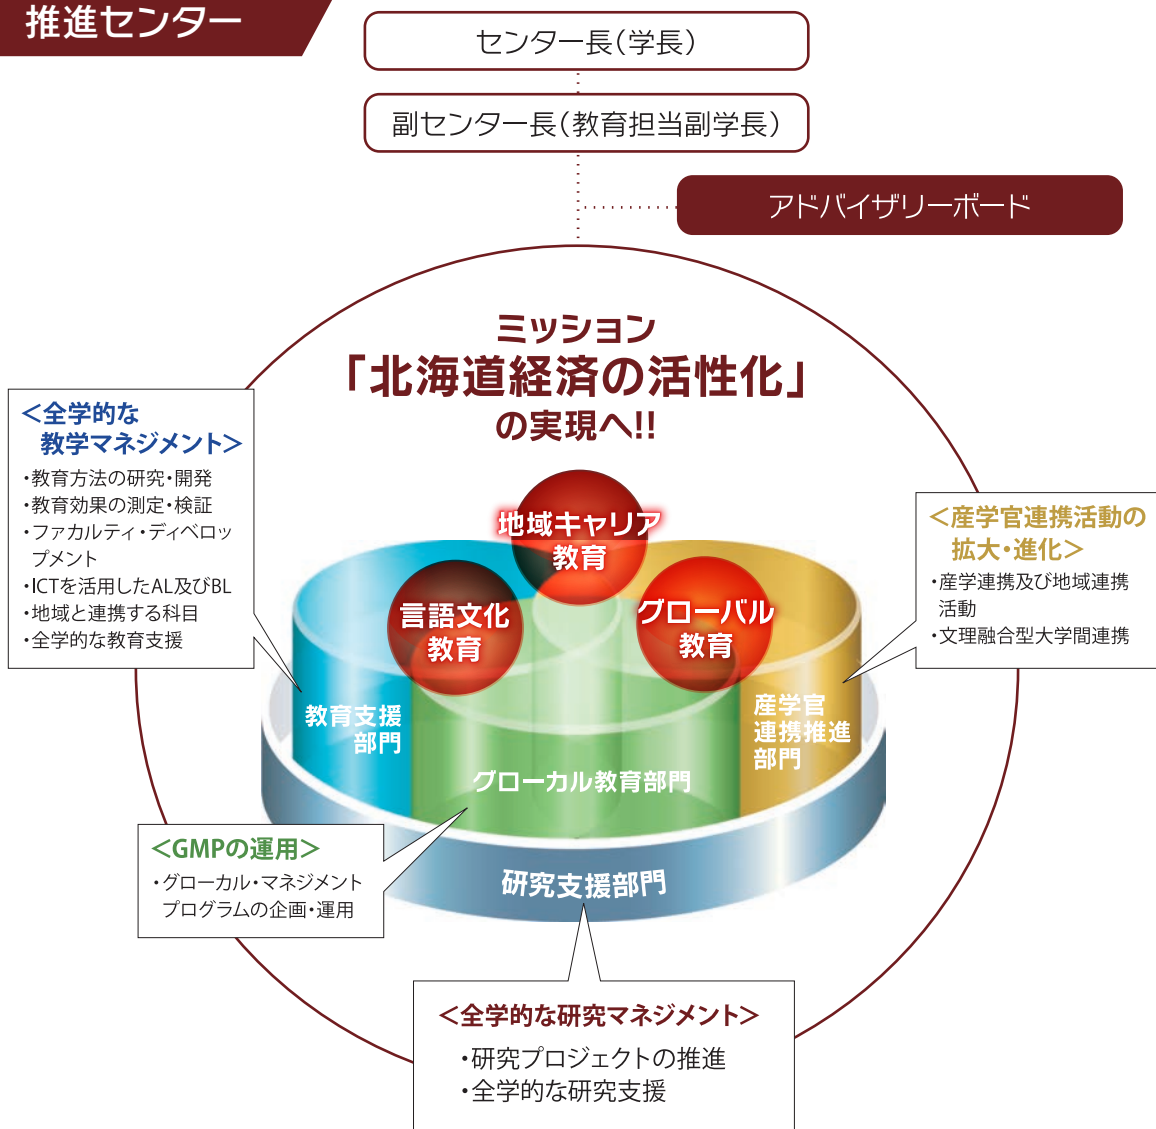 推進センター
センター長(学長)
副センター長(教育担当副学長)
アドバイザリーボード
ミッション
「北海道経済の活性化」
の実現へ!!
<全学的な
教学マネジメント>
・教育方法の研究・開発
・教育効果の測定・検証
・ファカルティ・ディベロッ
プメント
・ICTを活用したAL及びBL
・地域と連携する科目
・全学的な教育支援
<産学官連携活動の
拡大・進化>
・産学連携及び地域連携
活動
・文理融合型大学間連携
地域キャリア
教育
言語文化
教育
グローバル
教育
教育支援
部門
産学官
連携推進
部門
グローカル教育部門
研究支援部門
<GMPの運用>
・グローカル・マネジメント
プログラムの企画・運用
<全学的な研究マネジメント>
・研究プロジェクトの推進
・全学的な研究支援